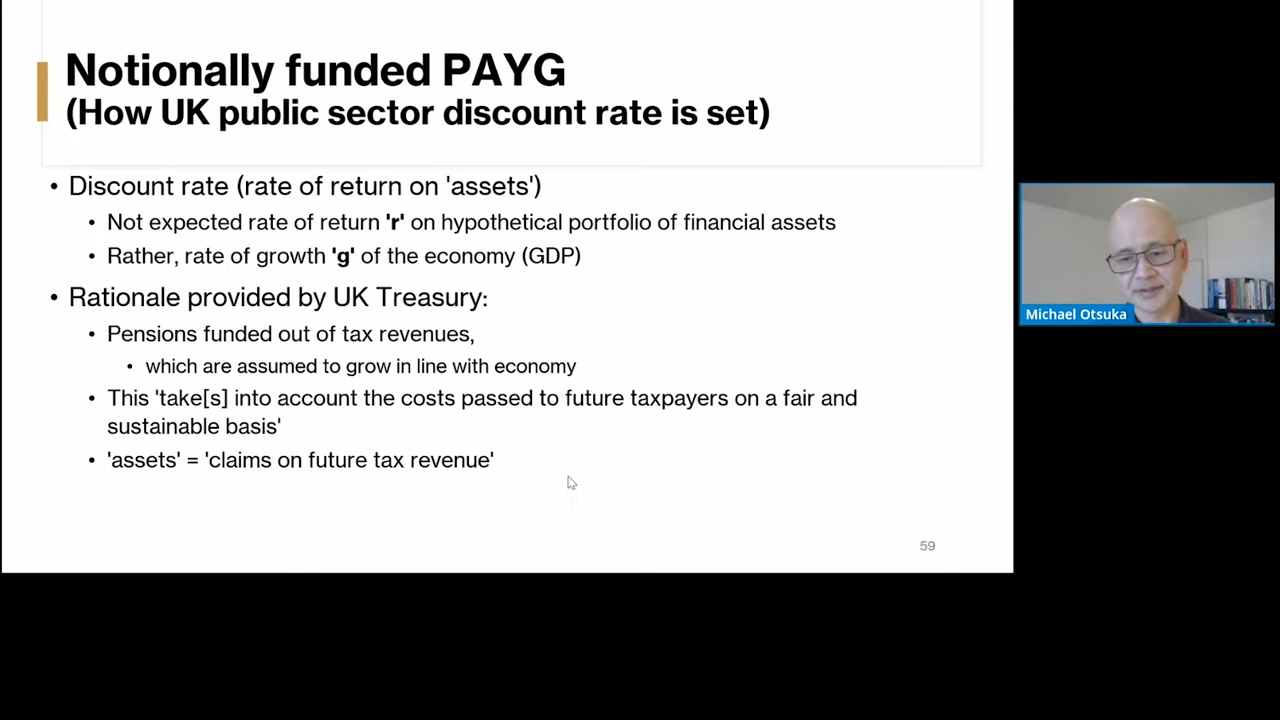 Notionally funded PAYG
(How UK public sector discount rate is set)
• Discount rate (rate of return on 'assets')
• Not expected rate of return 'r' on hypothetical portfolio of financial assets
• Rather, rate of growth 'g' of the economy (GDP)
• Rationale provided by UK Treasury:
• Pensions funded out of tax revenues,
• which are assumed to grow in line with economy
• This 'take[s] into account the costs passed to future taxpayers on a fair and
sustainable basis'
• 'assets' = 'claims on future tax revenue'
59
Michael Otsuka